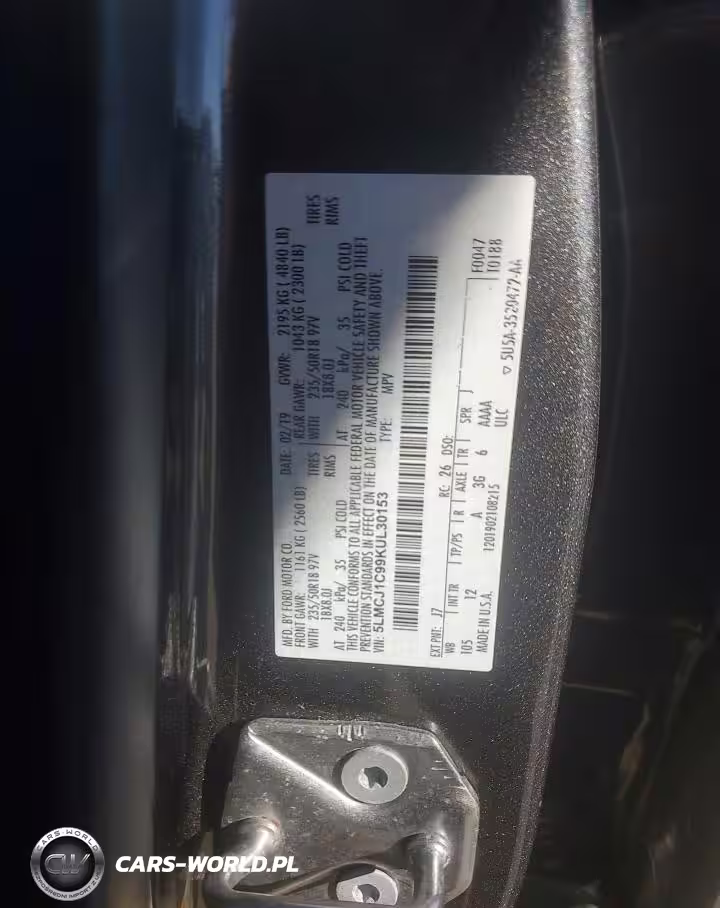 MFD. BY FORD MOTOR CO. DATE: 02/19 GVWR: 2195 KG ( 4840 LB)
FRONT GAWR: 1161 KG ( 2560 LB) REAR GAWR: 1043 KG ( 2300 LB)
WITH 235/50R18 97V TIRES WITH 235/50R18 97V TIRES
18X8.0J RIMS 18X8.0J RIMS
AT 240 kPa/ 35 PSI COLD AT 240 kPa/ 35 PSI COLD
THIS VEHICLE CONFORMS TO ALL APPLICABLE FEDERAL MOTOR VEHICLE SAFETY AND THEFT
PREVENTION STANDARDS IN EFFECT ON THE DATE OF MANUFACTURE SHOWN ABOVE.
VIN: 5LMCJ1C99KUL30153 TYPE: MPV
EXT PNT: J7 RC: 26 DSO: F0047
WB INT TR TP/PS R AXLE TR SPR 10188
105 12 A 3G 6 AAAA
MADE IN U.S.A. 1201902108215 ULC
5U5A-3520472-AA
CARS-WORLD
CW
CARS-WORLD.PL